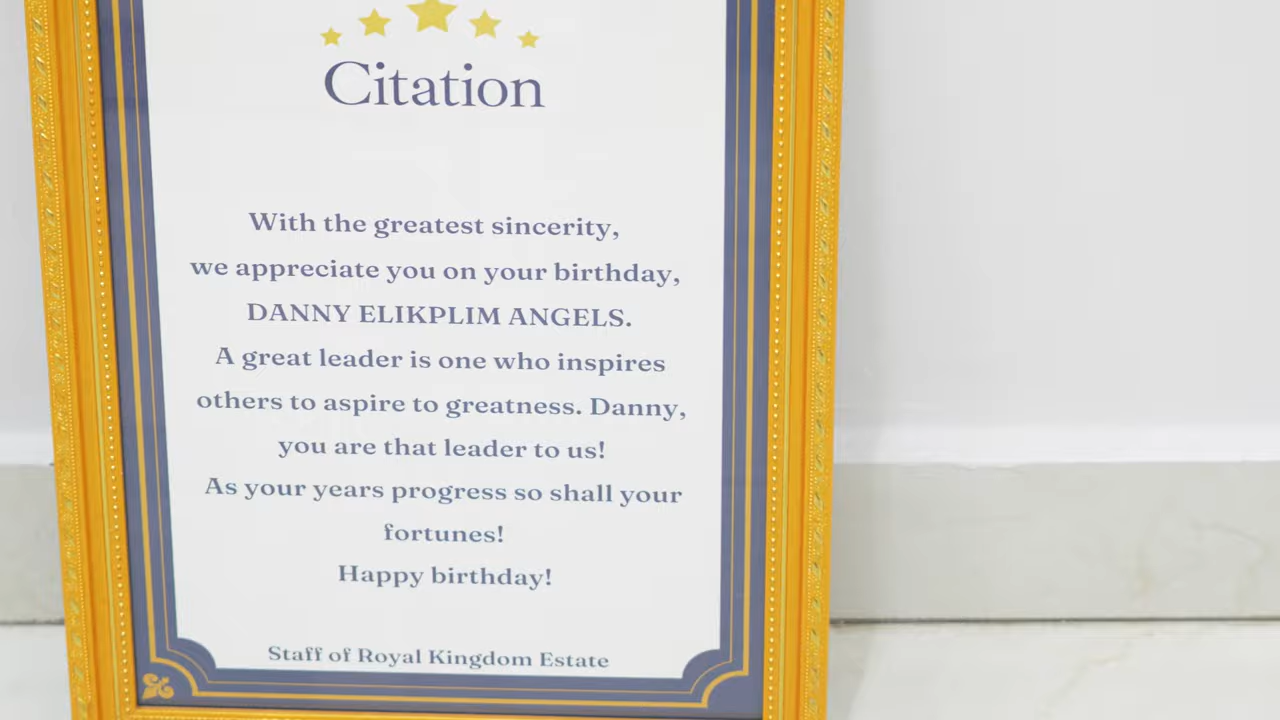 Citation
With the greatest sincerity,
we appreciate you on your birthday,
DANNY ELIKPLIM ANGELS.
A great leader is one who inspires
others to aspire to greatness. Danny,
you are that leader to us!
As your years progress so shall your
fortunes!
Happy birthday!
Staff of Royal Kingdom Estate